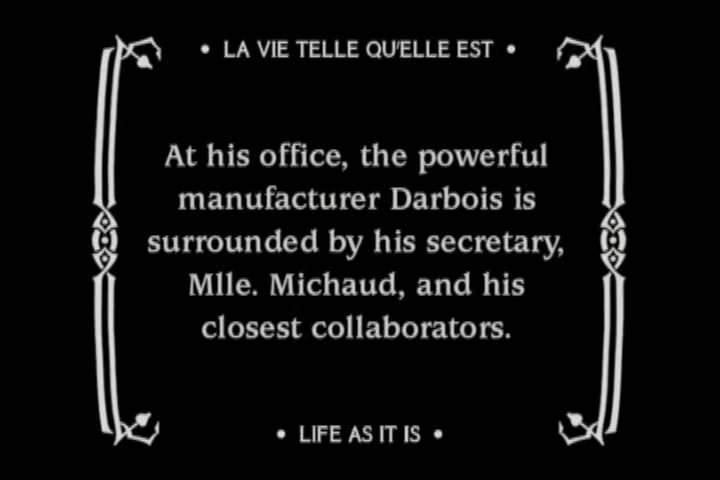 • LA VIE TELLE QU'ELLE EST •
At his office, the powerful
manufacturer Darbois is
surrounded by his secretary,
Mlle. Michaud, and his
closest collaborators.
• LIFE AS IT IS •